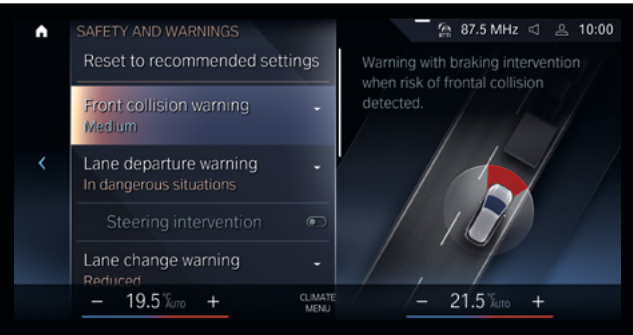 SAFETY AND WARNINGS
87.5 MHz
10:00
Reset to recommended settings
Front collision warning
Medium
Lane departure warning
In dangerous situations
Steering intervention
Lane change warning
Reduced
Warning with braking intervention
when risk of frontal collision
detected.
- 19.5 °C AUTO +
CLIMATE
MENU
- 21.5 °C AUTO +